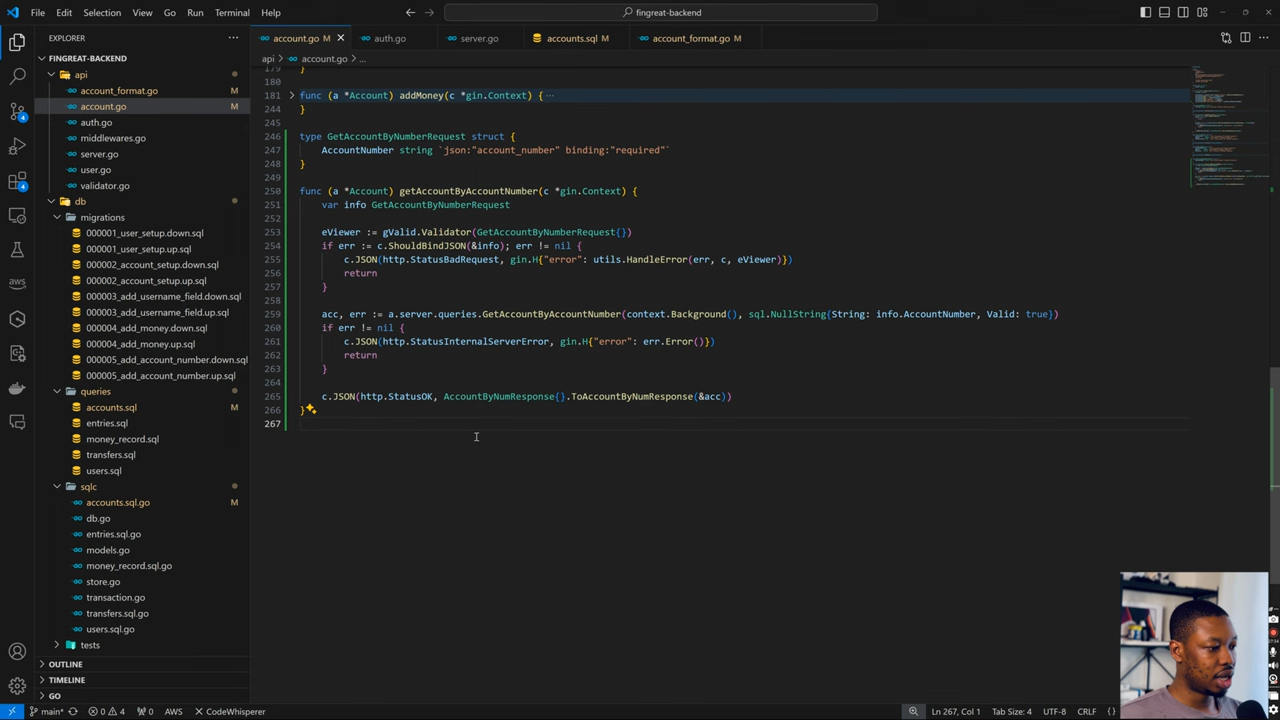 File Edit Selection View Go Run Terminal Help
fingreat-backend
EXPLORER
FINGREAT-BACKEND
api
account_format.go
account.go
auth.go
middlewares.go
server.go
user.go
validator.go
db
migrations
000001_user_setup.down.sql
000001_user_setup.up.sql
000002_account_setup.down.sql
000002_account_setup.up.sql
000003_add_username_field.down.sql
000003_add_username_field.up.sql
000004_add_money.down.sql
000004_add_money.up.sql
000005_add_account_number.down.sql
000005_add_account_number.up.sql
queries
accounts.sql M
entries.sql
money_record.sql
transfers.sql
users.sql
sqlc
accounts.sql.go M
db.go
entries.sql.go
models.go
money_record.sql.go
store.go
transaction.go
transfers.sql.go
users.sql.go
tests
OUTLINE
TIMELINE
GO
account.go M auth.go server.go accounts.sql M account_format.go M
api account.go ...
179 }
180
181 func (a *Account) addMoney(c *gin.Context) { ...
244 }
245
246 type GetAccountByNumberRequest struct {
247 AccountNumber string `json:"account_number" binding:"required"`
248 }
249
250 func (a *Account) getAccountByAccountNumber(c *gin.Context) {
251 var info GetAccountByNumberRequest
252
253 eViewer := gValid.Validator(GetAccountByNumberRequest{})
254 if err := c.ShouldBindJSON(&info); err != nil {
255 c.JSON(http.StatusBadRequest, gin.H{"error": utils.HandleError(err, c, eViewer)})
256 return
257 }
258
259 acc, err := a.server.queries.GetAccountByAccountNumber(context.Background(), sql.NullString{String: info.AccountNumber, Valid: true})
260 if err != nil {
261 c.JSON(http.StatusInternalServerError, gin.H{"error": err.Error()})
262 return
263 }
264
265 c.JSON(http.StatusOK, AccountByNumResponse{}.ToAccountByNumResponse(&acc))
266 }
267
main* 0 4 0 AWS CodeWhisperer
Ln 267, Col 1 Tab Size: 4 UTF-8 CRLF Go